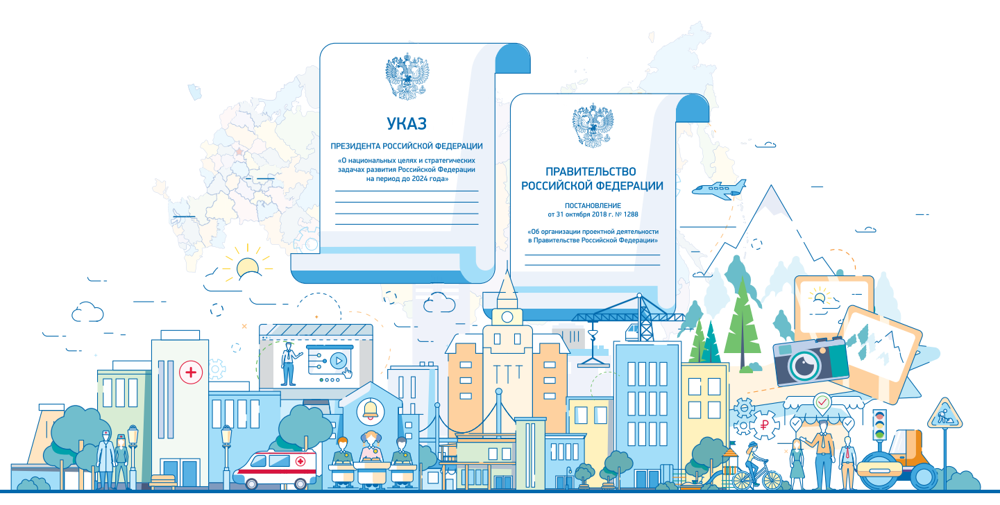 УКАЗ
ПРЕЗИДЕНТА РОССИЙСКОЙ ФЕДЕРАЦИИ
«О национальных целях и стратегических
задачах развития Российской Федерации
на период до 2024 года»
ПРАВИТЕЛЬСТВО
РОССИЙСКОЙ ФЕДЕРАЦИИ
ПОСТАНОВЛЕНИЕ
от 31 октября 2018 г. № 1288
«Об организации проектной деятельности
в Правительстве Российской Федерации»
₽